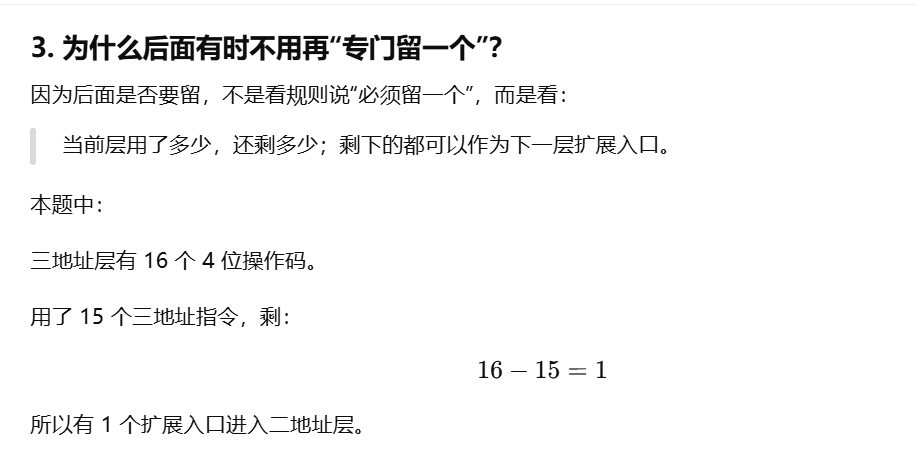 3. 为什么后面有时不用再“专门留一个”？
因为后面是否要留，不是看规则说“必须留一个”，而是看：
当前层用了多少，还剩多少；剩下的都可以作为下一层扩展入口。
本题中：
三地址层有 16 个 4 位操作码。
用了 15 个三地址指令，剩：
16 − 15 = 1
所以有 1 个扩展入口进入二地址层。